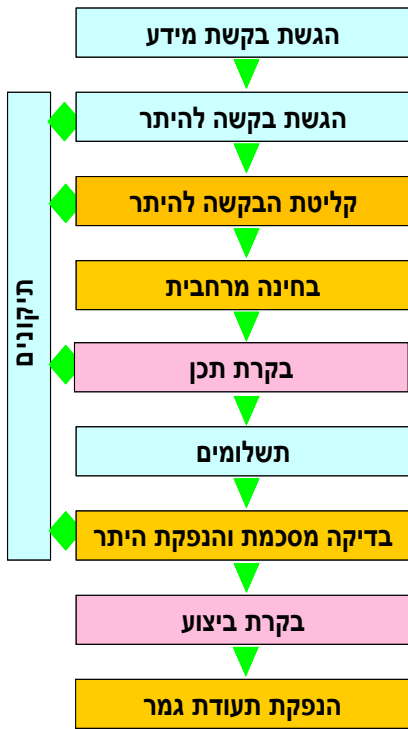 הגשת בקשת מידע
הגשת בקשה להיתר
קליטת הבקשה להיתר
בחינה מרחבית
בקרת תכן
תשלומים
בדיקה מסכמת והנפקת היתר
בקרת ביצוע
הנפקת תעודת גמר
תיקונים